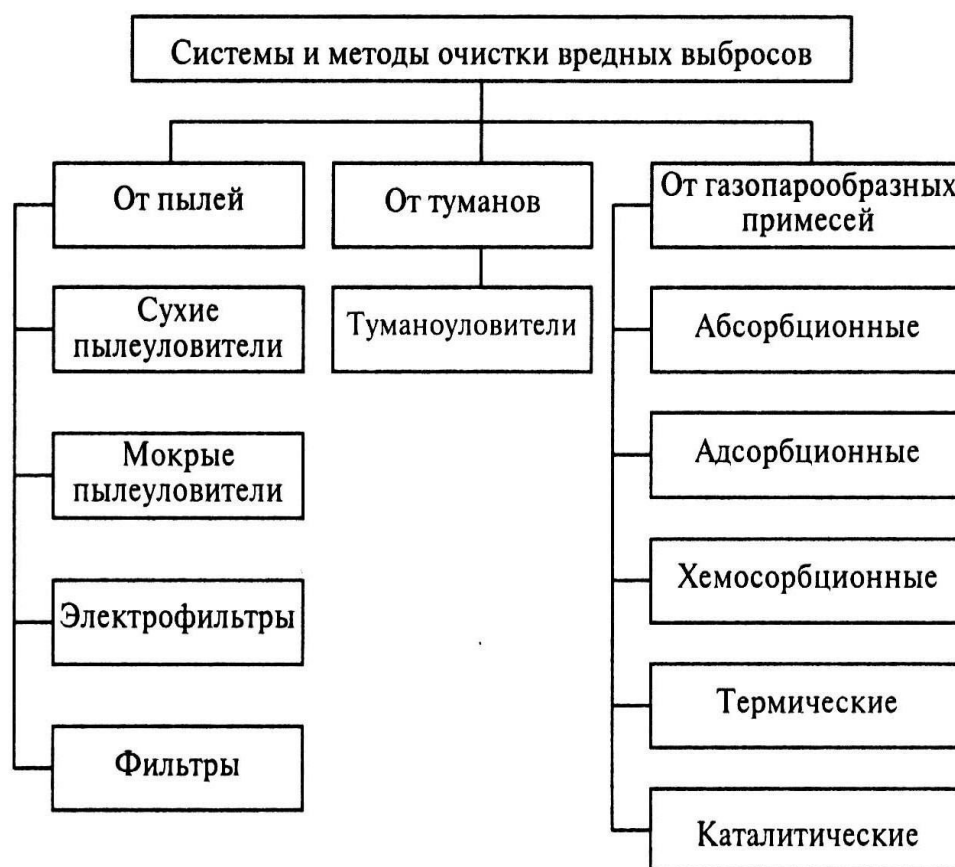 Системы и методы очистки вредных выбросов
От пылей
От туманов
От газопарообразных
примесей
Сухие
пылеуловители
Туманоуловители
Абсорбционные
Мокрые
пылеуловители
Адсорбционные
Электрофильтры
Хемосорбционные
Фильтры
Термические
Каталитические